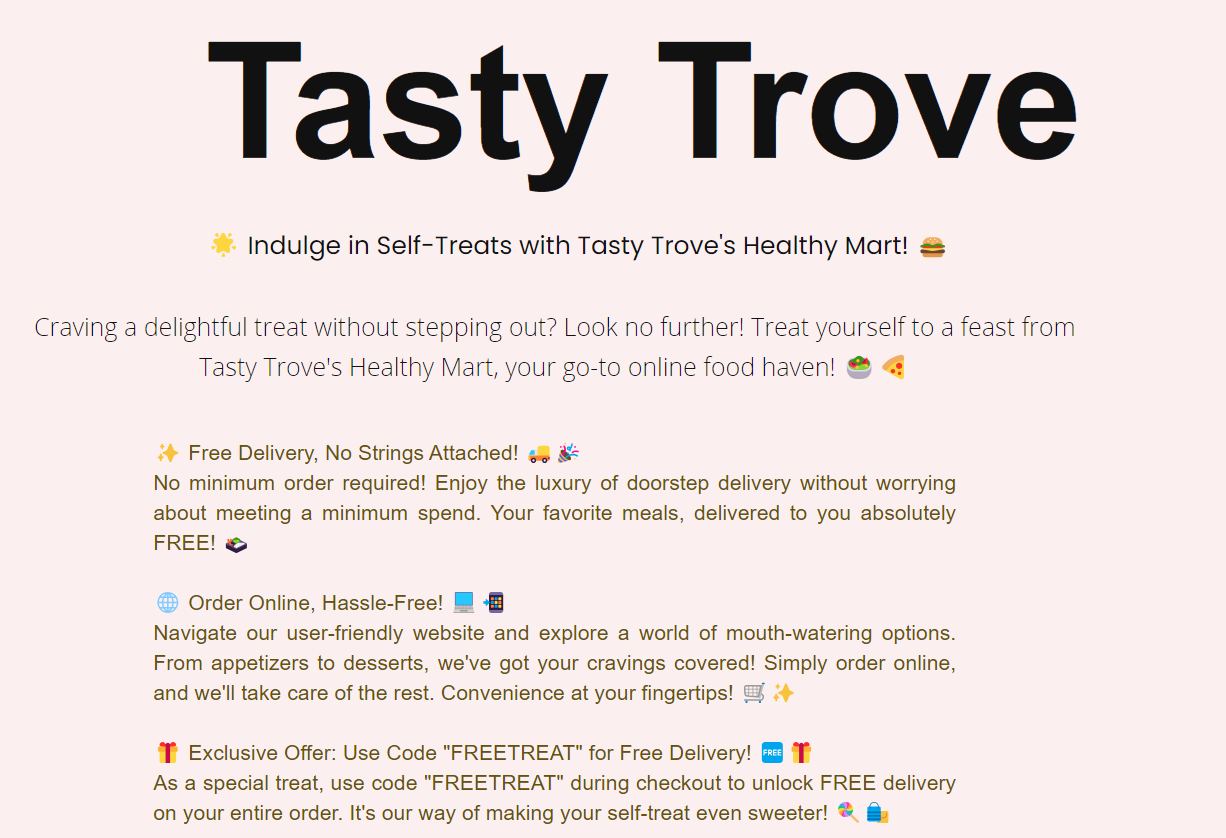 Tasty Trove
🌟 Indulge in Self-Treats with Tasty Trove's Healthy Mart! 🍔
Craving a delightful treat without stepping out? Look no further! Treat yourself to a feast from
Tasty Trove's Healthy Mart, your go-to online food haven! 🥗 🍕
✨ Free Delivery, No Strings Attached! 🚚 🎉
No minimum order required! Enjoy the luxury of doorstep delivery without worrying
about meeting a minimum spend. Your favorite meals, delivered to you absolutely
FREE! 🍱
🌐 Order Online, Hassle-Free! 💻 📲
Navigate our user-friendly website and explore a world of mouth-watering options.
From appetizers to desserts, we've got your cravings covered! Simply order online,
and we'll take care of the rest. Convenience at your fingertips! 🛒 ✨
🎁 Exclusive Offer: Use Code "FREETREAT" for Free Delivery! 🆓 🎁
As a special treat, use code "FREETREAT" during checkout to unlock FREE delivery
on your entire order. It's our way of making your self-treat even sweeter! 🍭 🛍️